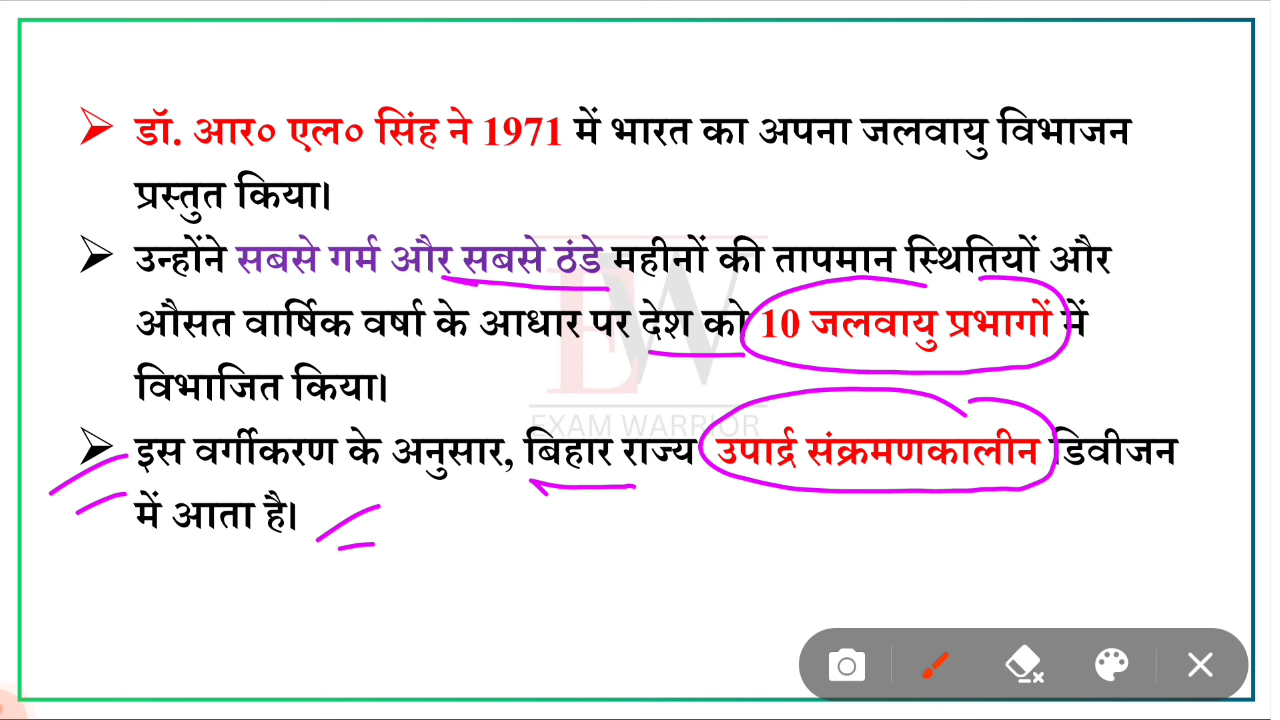 डॉ. आर० एल० सिंह ने 1971 में भारत का अपना जलवायु विभाजन
प्रस्तुत किया।
उन्होंने सबसे गर्म और सबसे ठंडे महीनों की तापमान स्थितियों और
औसत वार्षिक वर्षा के आधार पर देश को 10 जलवायु प्रभागों में
विभाजित किया।
EW
EXAM WARRIOR
इस वर्गीकरण के अनुसार, बिहार राज्य उपार्द्र संक्रमणकालीन डिवीजन
में आता है।